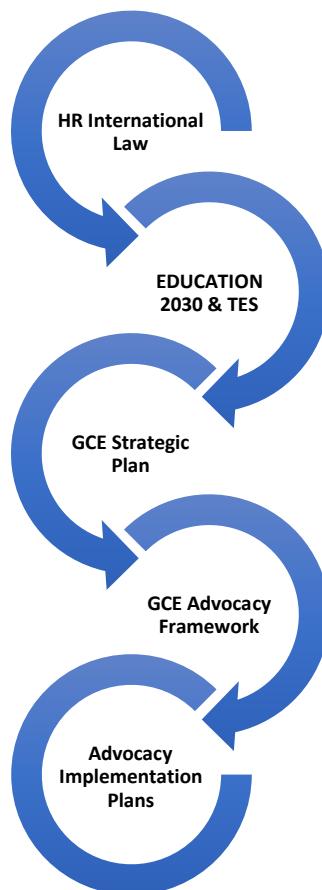 HR International
Law
EDUCATION
2030 & TES
GCE Strategic
Plan
GCE Advocacy
Framework
Advocacy
Implementation
Plans